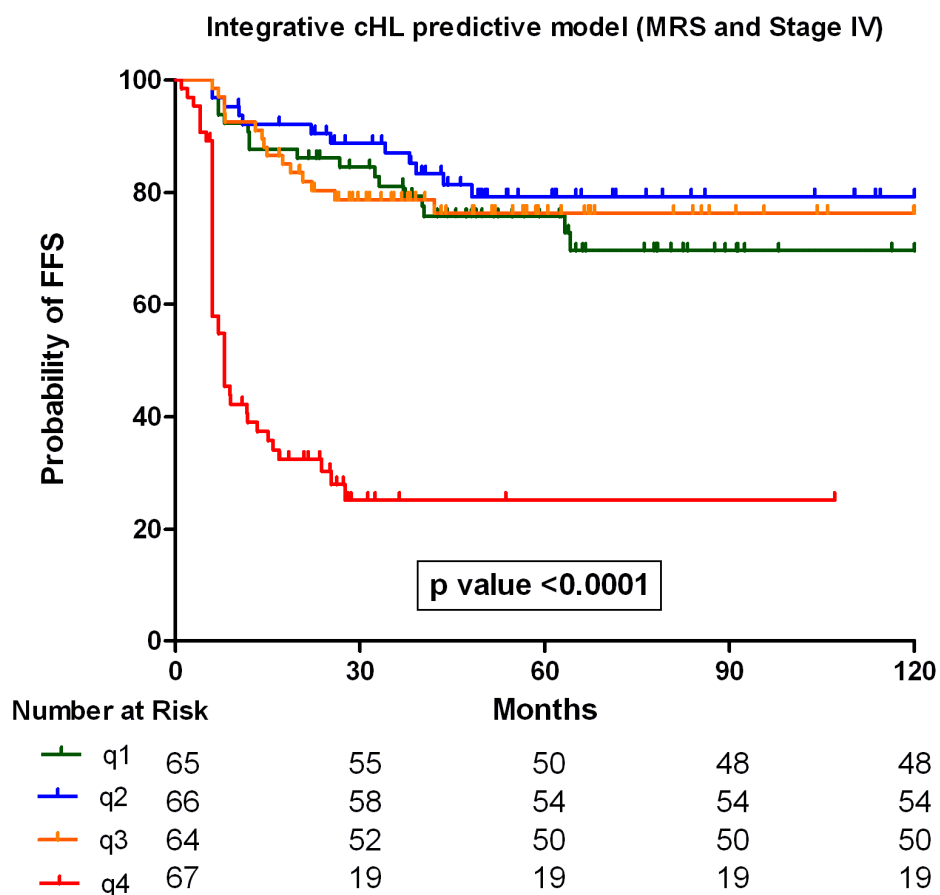 Integrative cHL predictive model (MRS and Stage IV)
100
80
60
40
20
0
Probability of FFS
p value <0.0001
0 30 60 90 120
Months
Number at Risk
q1 65 55 50 48 48
q2 66 58 54 54 54
q3 64 52 50 50 50
q4 67 19 19 19 19